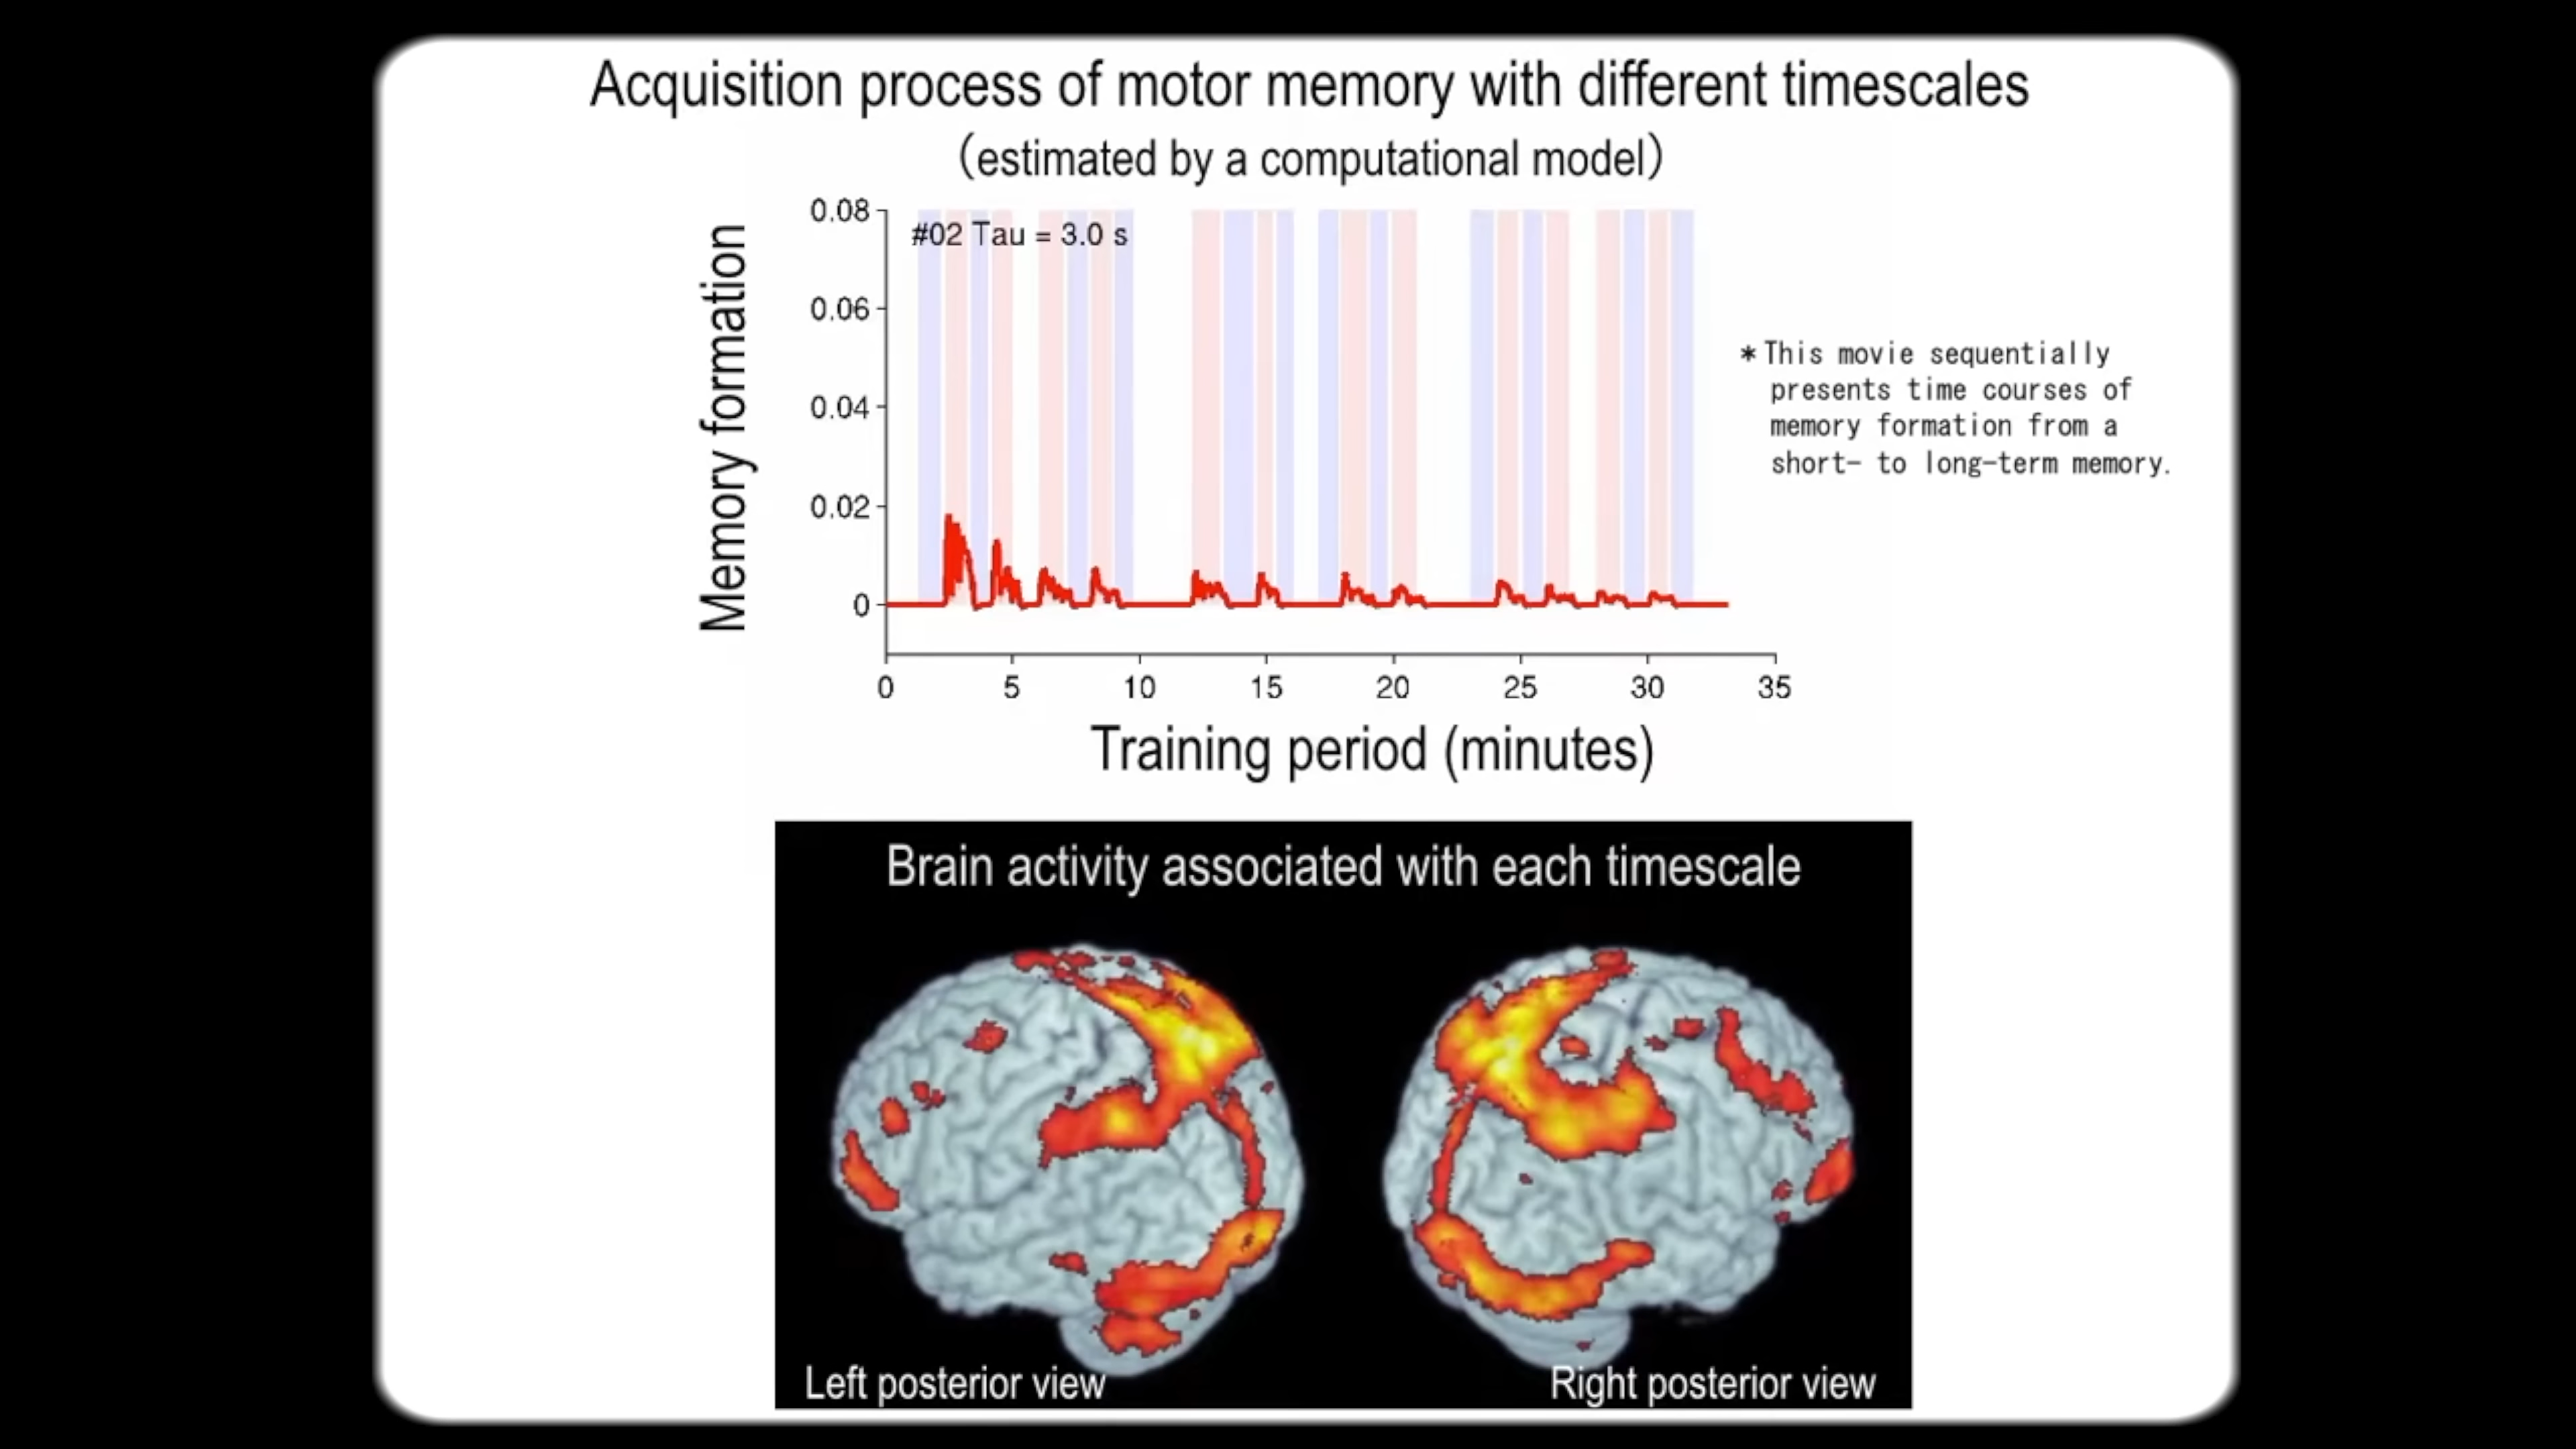 Acquisition process of motor memory with different timescales
(estimated by a computational model)
Memory formation
0.08
#02 Tau = 3.0 s
0.06
0.04
0.02
0
0 5 10 15 20 25 30 35
Training period (minutes)
*This movie sequentially
presents time courses of
memory formation from a
short- to long-term memory.
Brain activity associated with each timescale
Left posterior view
Right posterior view